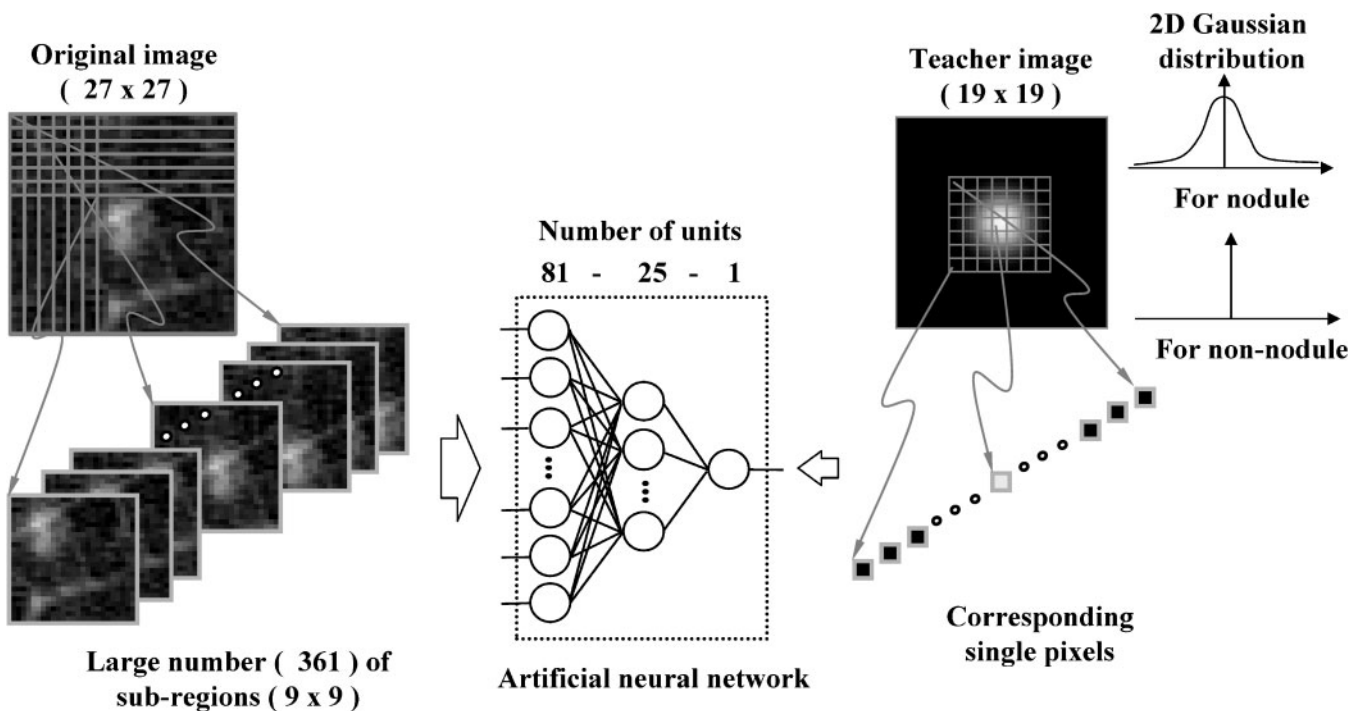 Original image
( 27 x 27 )
Teacher image
( 19 x 19 )
2D Gaussian
distribution
For nodule
For non-nodule
Number of units
81 - 25 - 1
Large number ( 361 ) of
sub-regions ( 9 x 9 )
Artificial neural network
Corresponding
single pixels